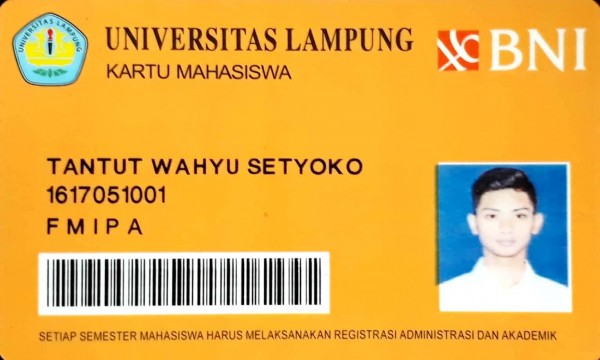 UNIVERSITAS LAMPUNG
UNIVERSITAS LAMPUNG
KARTU MAHASISWA
BNI
TANTUT WAHYU SETYOKO
1617051001
FMIPA
SETIAP SEMESTER MAHASISWA HARUS MELAKSANAKAN REGISTRASI ADMINISTRASI DAN AKADEMIK